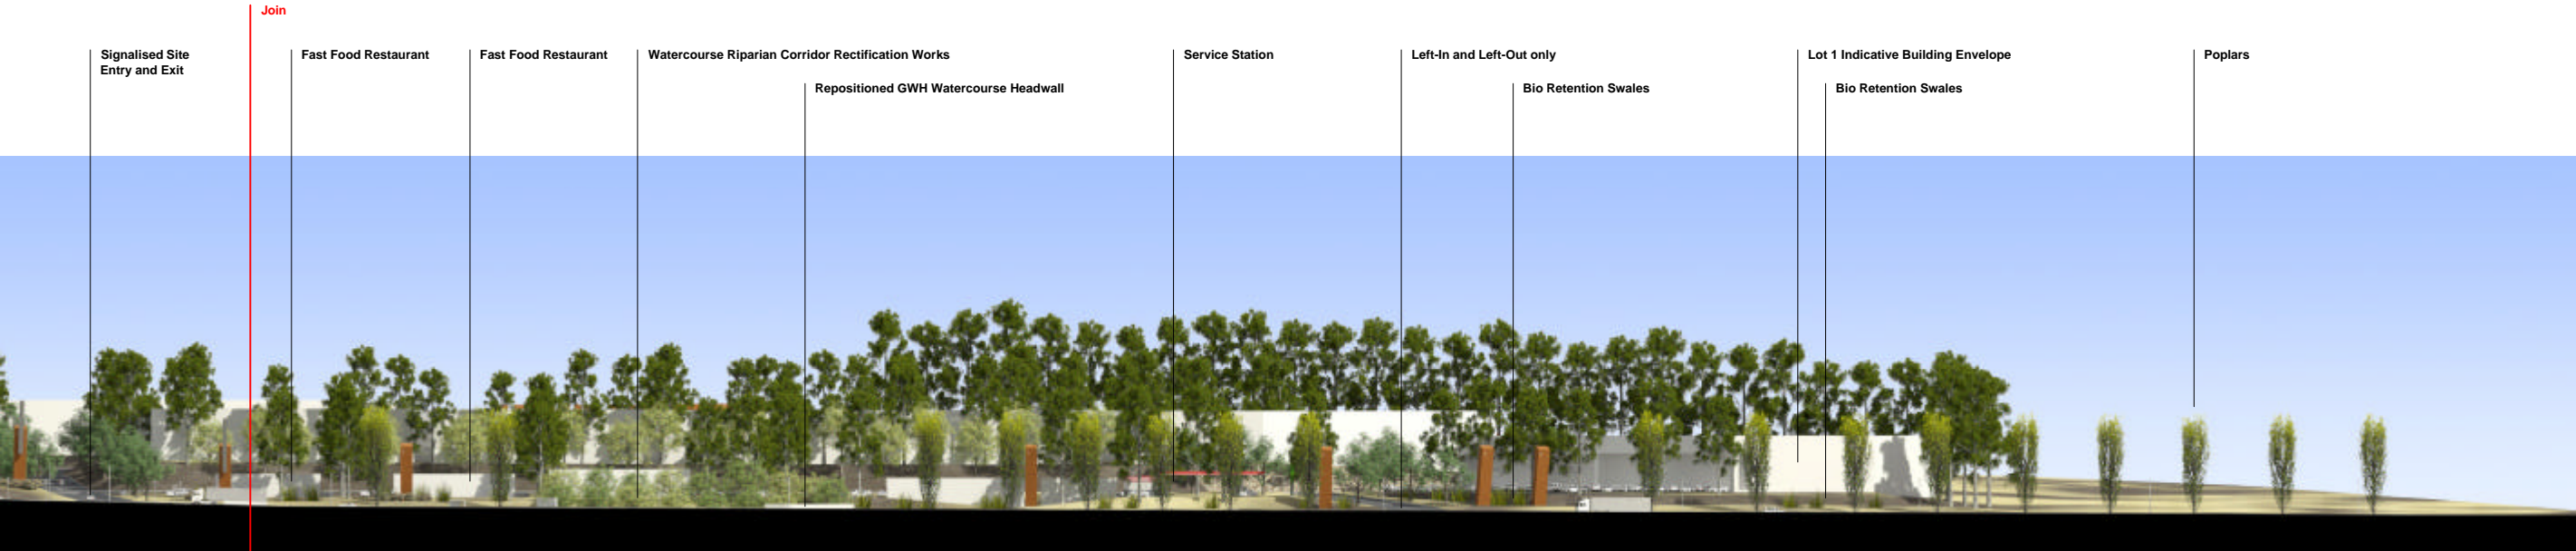 Join
Signalised Site
Entry and Exit
Fast Food Restaurant
Fast Food Restaurant
Watercourse Riparian Corridor Rectification Works
Repositioned GWH Watercourse Headwall
Service Station
Left-In and Left-Out only
Bio Retention Swales
Lot 1 Indicative Building Envelope
Bio Retention Swales
Poplars